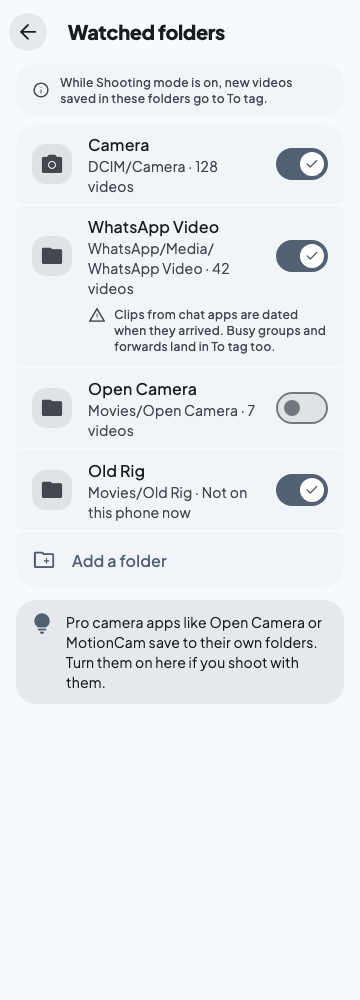 Watched folders
While Shooting mode is on, new videos
saved in these folders go to To tag.
Camera
DCIM/Camera · 128
videos
WhatsApp Video
WhatsApp/Media/
WhatsApp Video · 42
videos
Clips from chat apps are dated
when they arrived. Busy groups and
forwards land in To tag too.
Open Camera
Movies/Open Camera · 7
videos
Old Rig
Movies/Old Rig · Not on
this phone now
Add a folder
Pro camera apps like Open Camera or
MotionCam save to their own folders.
Turn them on here if you shoot with
them.